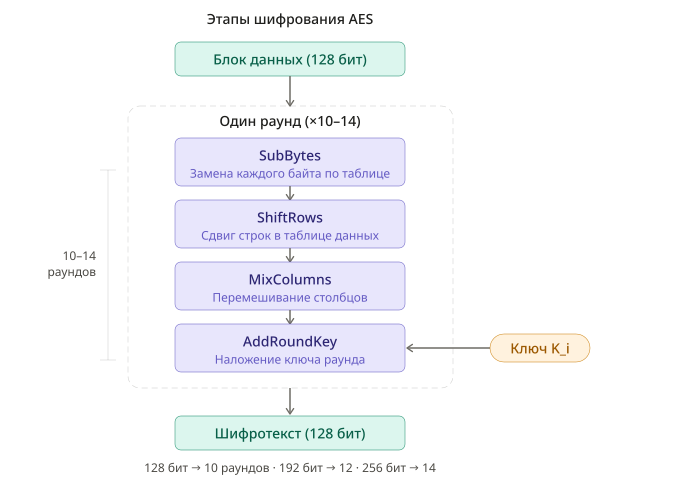 Этапы шифрования AES
Блок данных (128 бит)
Один раунд (×10–14)
SubBytes
Замена каждого байта по таблице
ShiftRows
Сдвиг строк в таблице данных
MixColumns
Перемешивание столбцов
AddRoundKey
Наложение ключа раунда
10–14
раундов
Ключ K_i
Шифротекст (128 бит)
128 бит → 10 раундов · 192 бит → 12 · 256 бит → 14